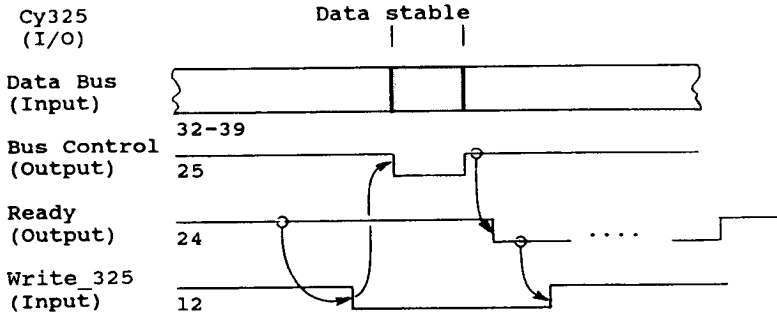 Cy325
(I/O)
Data stable
Data Bus
(Input)
32-39
Bus Control
(Output)
25
Ready
(Output)
24
....
Write_325
(Input)
12